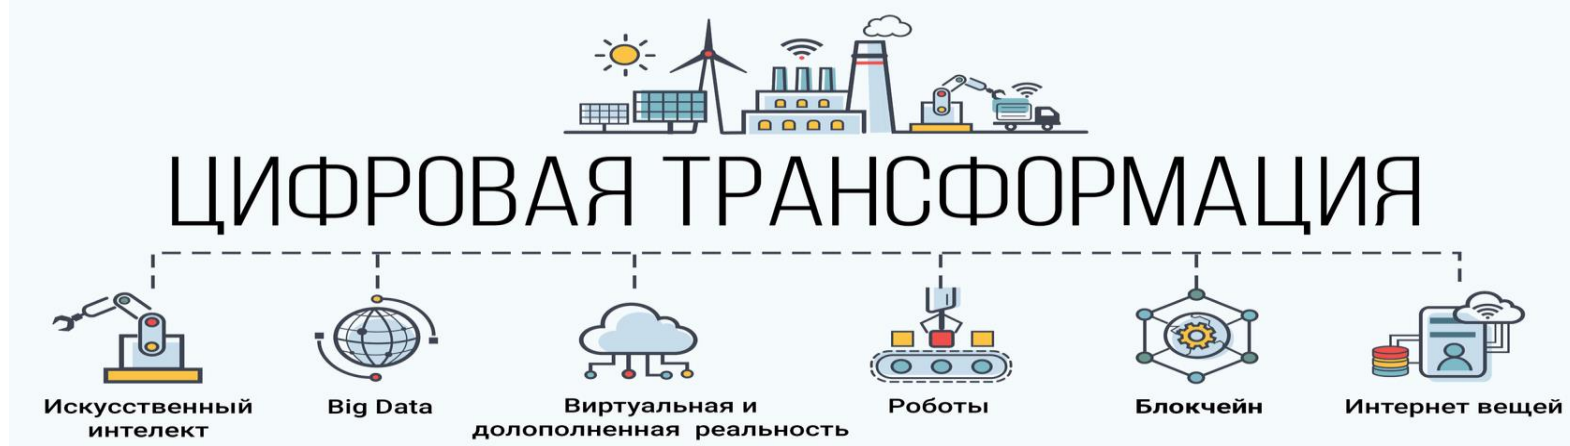 ЦИФРОВАЯ ТРАНСФОРМАЦИЯ
Искусственный
интелект
Big Data
Виртуальная и
долополненная реальность
Роботы
Блокчейн
Интернет вещей